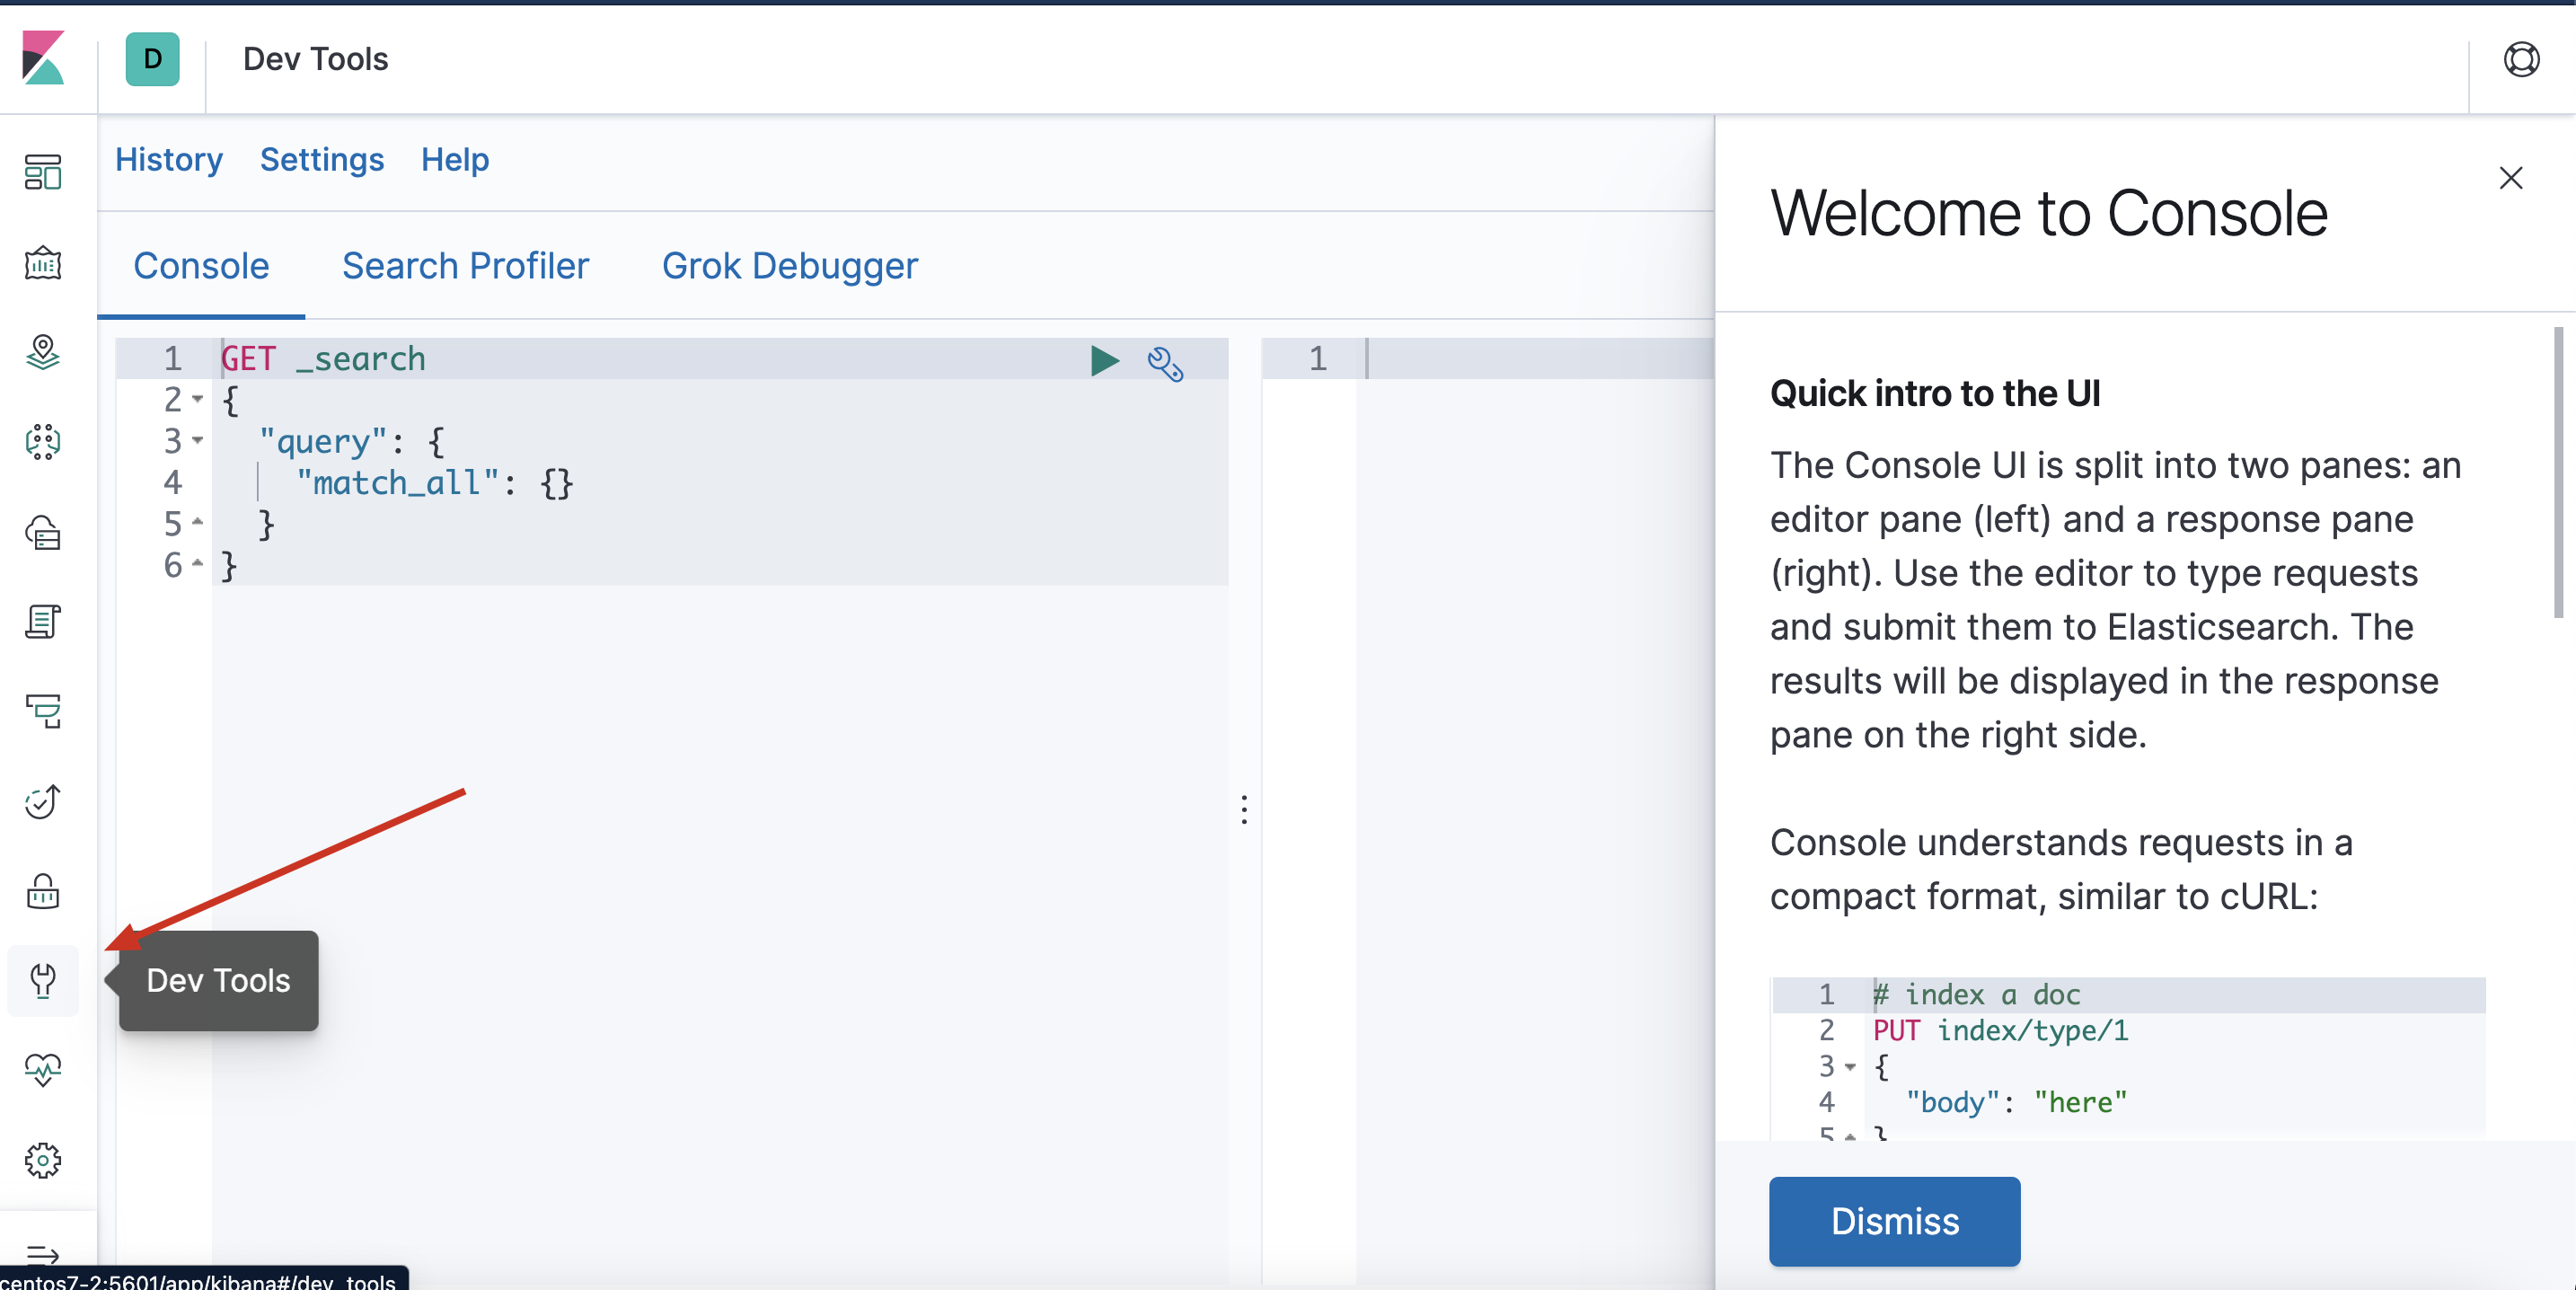 D
Dev Tools
History Settings Help
Console Search Profiler Grok Debugger
1 GET _search
2 {
3 "query": {
4 "match_all": {}
5 }
6 }
1
Dev Tools
centos7-2:5601/app/kibana#/dev_tools
Welcome to Console
Quick intro to the UI
The Console UI is split into two panes: an
editor pane (left) and a response pane
(right). Use the editor to type requests
and submit them to Elasticsearch. The
results will be displayed in the response
pane on the right side.
Console understands requests in a
compact format, similar to cURL:
1 # index a doc
2 PUT index/type/1
3 {
4 "body": "here"
5 }
Dismiss